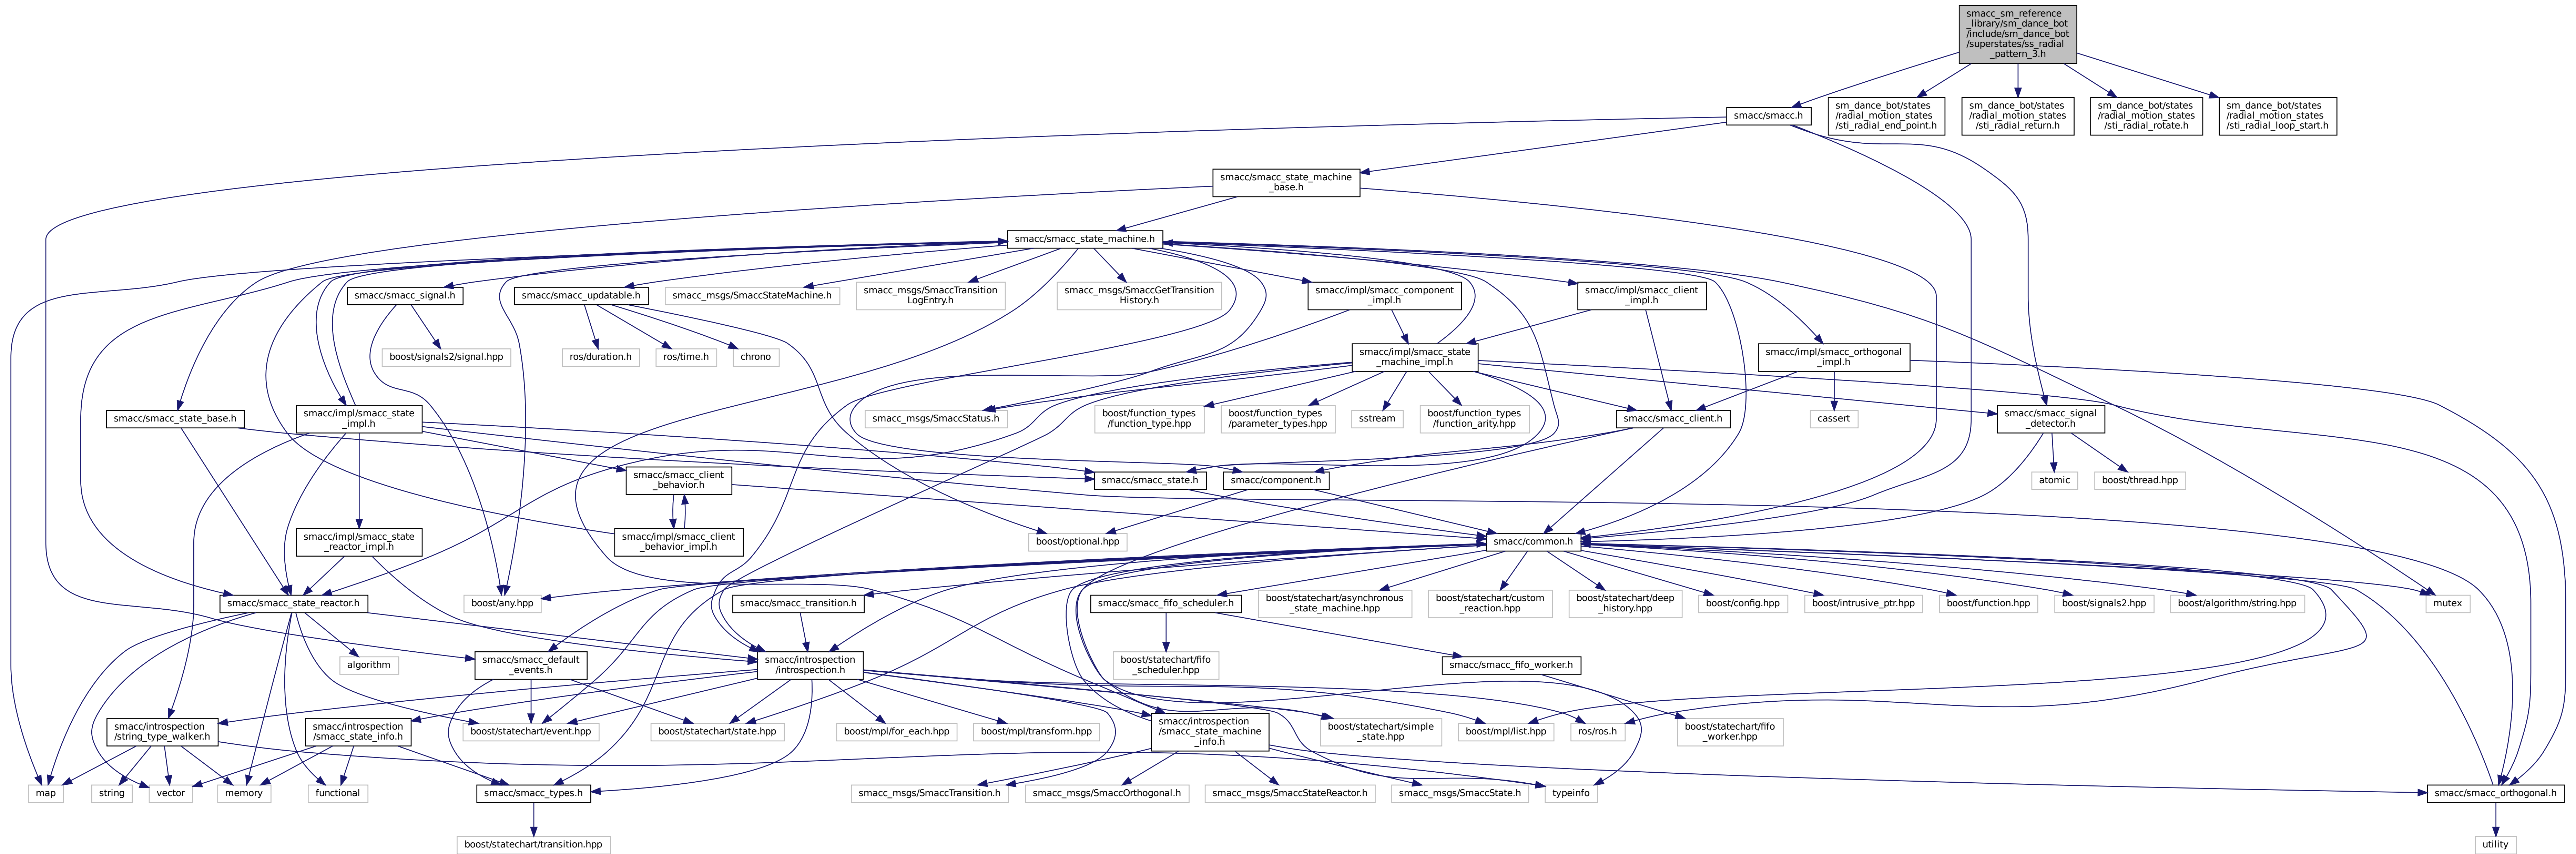 smacc_sm_reference
_library/sm_dance_bot
/include/sm_dance_bot
/superstates/ss_radial
_pattern_3.h
smacc/smacc.h
sm_dance_bot/states
/radial_motion_states
/sti_radial_end_point.h
sm_dance_bot/states
/radial_motion_states
/sti_radial_return.h
sm_dance_bot/states
/radial_motion_states
/sti_radial_rotate.h
sm_dance_bot/states
/radial_motion_states
/sti_radial_loop_start.h
smacc/smacc_state_machine
_base.h
smacc/smacc_state_machine.h
smacc/smacc_signal.h
smacc/smacc_updatable.h
smacc_msgs/SmaccStateMachine.h
smacc_msgs/SmaccTransition
LogEntry.h
smacc_msgs/SmaccGetTransition
History.h
smacc/impl/smacc_component
_impl.h
smacc/impl/smacc_client
_impl.h
boost/signals2/signal.hpp
ros/duration.h
ros/time.h
chrono
smacc/impl/smacc_state
_machine_impl.h
smacc/impl/smacc_orthogonal
_impl.h
smacc/smacc_state_base.h
smacc/impl/smacc_state
_impl.h
smacc_msgs/SmaccStatus.h
boost/function_types
/function_type.hpp
boost/function_types
/parameter_types.hpp
sstream
boost/function_types
/function_arity.hpp
smacc/smacc_client.h
cassert
smacc/smacc_signal
_detector.h
smacc/smacc_client
_behavior.h
smacc/smacc_state.h
smacc/component.h
atomic
boost/thread.hpp
smacc/impl/smacc_state
_reactor_impl.h
smacc/impl/smacc_client
_behavior_impl.h
boost/optional.hpp
smacc/common.h
smacc/smacc_state_reactor.h
boost/any.hpp
smacc/smacc_transition.h
smacc/smacc_fifo_scheduler.h
boost/statechart/asynchronous
_state_machine.hpp
boost/statechart/custom
_reaction.hpp
boost/statechart/deep
_history.hpp
boost/config.hpp
boost/intrusive_ptr.hpp
boost/function.hpp
boost/signals2.hpp
boost/algorithm/string.hpp
mutex
algorithm
smacc/smacc_default
_events.h
smacc/introspection
/introspection.h
boost/statechart/fifo
_scheduler.hpp
smacc/smacc_fifo_worker.h
smacc/introspection
/string_type_walker.h
smacc/introspection
/smacc_state_info.h
boost/statechart/event.hpp
boost/statechart/state.hpp
boost/mpl/for_each.hpp
boost/mpl/transform.hpp
smacc/introspection
/smacc_state_machine
_info.h
boost/statechart/simple
_state.hpp
boost/mpl/list.hpp
ros/ros.h
boost/statechart/fifo
_worker.hpp
map
string
vector
memory
functional
smacc/smacc_types.h
smacc_msgs/SmaccTransition.h
smacc_msgs/SmaccOrthogonal.h
smacc_msgs/SmaccStateReactor.h
smacc_msgs/SmaccState.h
typeinfo
smacc/smacc_orthogonal.h
boost/statechart/transition.hpp
utility